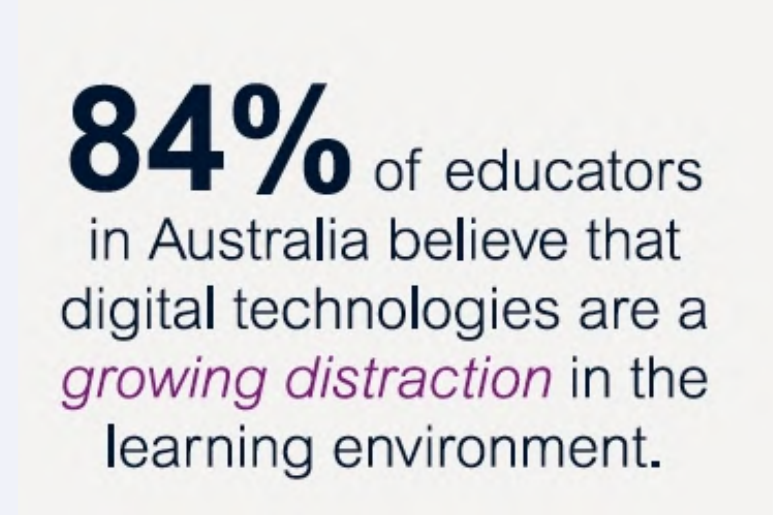 84% of educators
in Australia believe that
digital technologies are a
growing distraction in the
learning environment.